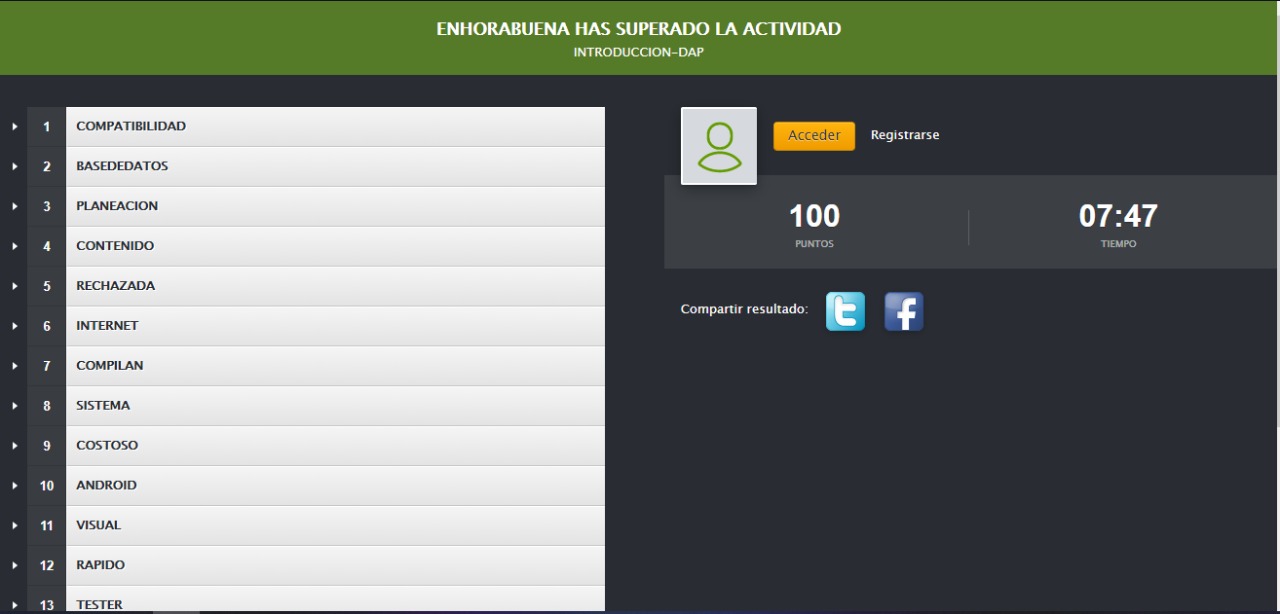 ENHORABUENA HAS SUPERADO LA ACTIVIDAD
INTRODUCCION-DAP
1 COMPATIBILIDAD
2 BASEDEDATOS
3 PLANEACION
4 CONTENIDO
5 RECHAZADA
6 INTERNET
7 COMPILAN
8 SISTEMA
9 COSTOSO
10 ANDROID
11 VISUAL
12 RAPIDO
13 TESTER
Acceder Registrarse
100 07:47
PUNTOS TIEMPO
Compartir resultado: